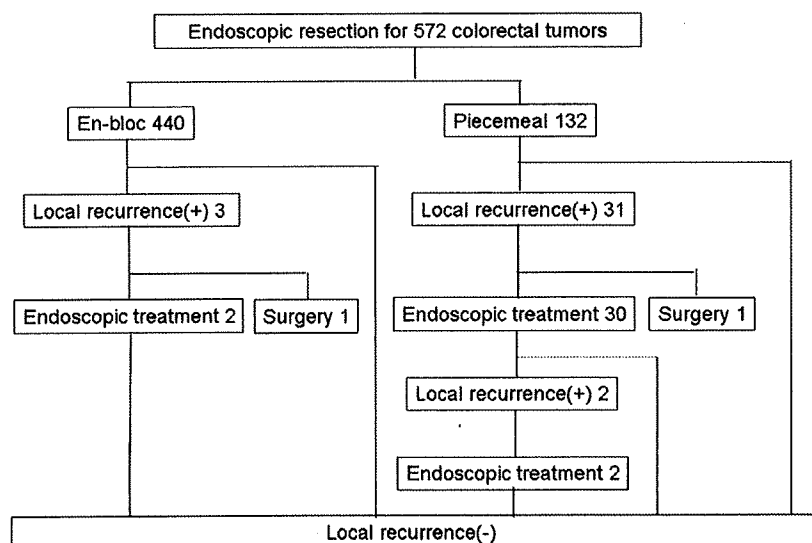 Endoscopic resection for 572 colorectal tumors
En-bloc 440
Piecemeal 132
Local recurrence(+) 3
Local recurrence(+) 31
Endoscopic treatment 2
Surgery 1
Endoscopic treatment 30
Surgery 1
Local recurrence(+) 2
Endoscopic treatment 2
Local recurrence(-)